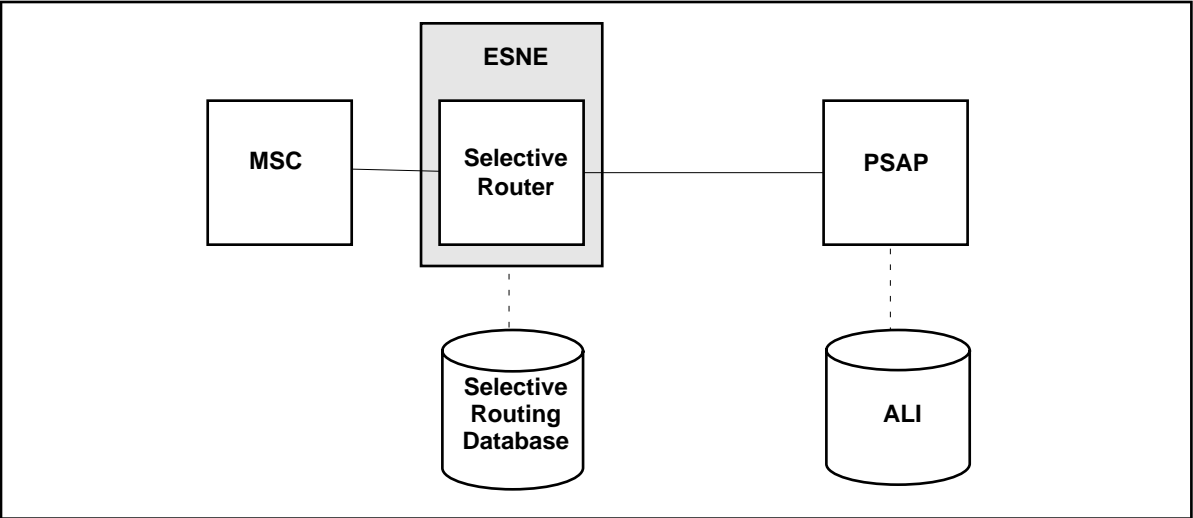 ESNE
MSC
Selective
Router
PSAP
Selective
Routing
Database
ALI